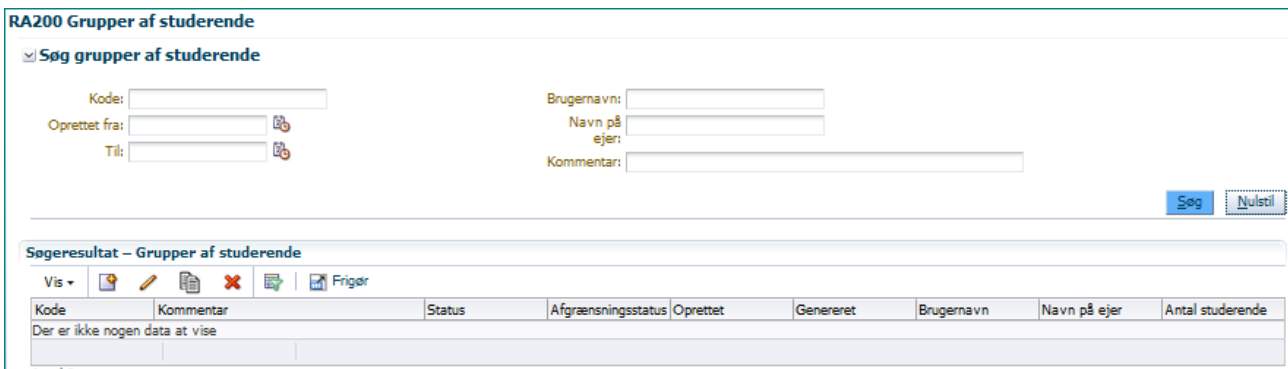 RA200 Grupper af studerende
Søg grupper af studerende
Kode:
Brugernavn:
Oprettet fra:
Navn på
ejer:
Til:
Kommentar:
Søg Nulstil
Søgeresultat – Grupper af studerende
Vis Frigør
Kode Kommentar Status Afgrænsningsstatus Oprettet Genereret Brugernavn Navn på ejer Antal studerende
Der er ikke nogen data at vise